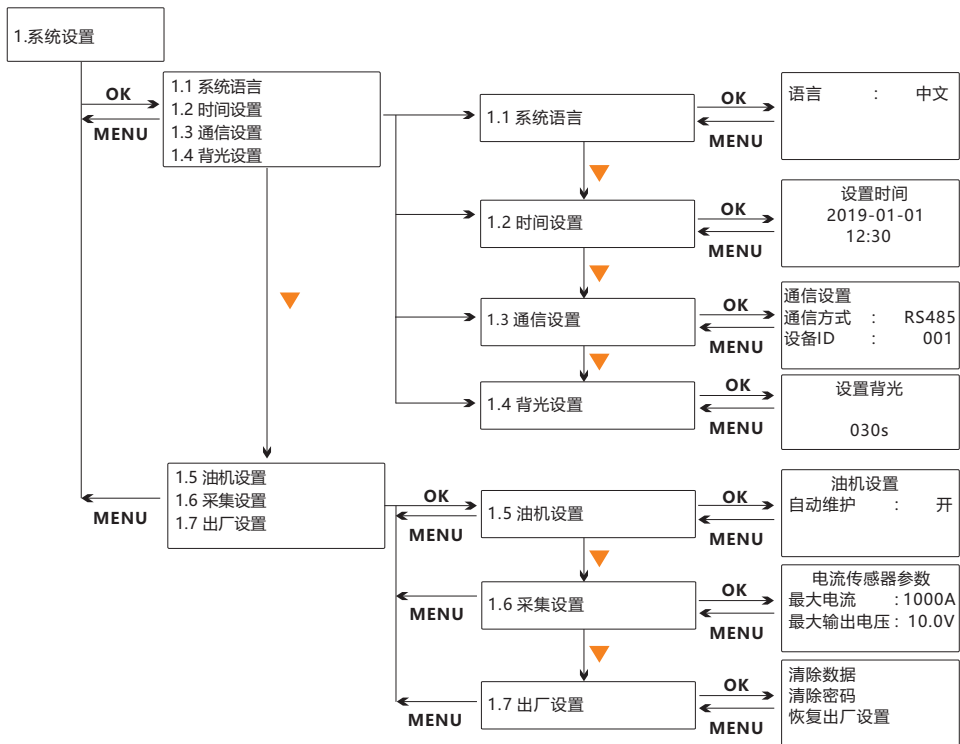 1.系统设置
OK
MENU
1.1 系统语言
1.2 时间设置
1.3 通信设置
1.4 背光设置
1.1 系统语言
OK
MENU
语言 : 中文
1.2 时间设置
OK
MENU
设置时间
2019-01-01
12:30
1.3 通信设置
OK
MENU
通信设置
通信方式 : RS485
设备ID : 001
1.4 背光设置
OK
MENU
设置背光
030s
MENU
1.5 油机设置
1.6 采集设置
1.7 出厂设置
OK
MENU
1.5 油机设置
OK
MENU
油机设置
自动维护 : 开
MENU
1.6 采集设置
OK
MENU
电流传感器参数
最大电流 : 1000A
最大输出电压 : 10.0V
MENU
1.7 出厂设置
OK
MENU
清除数据
清除密码
恢复出厂设置